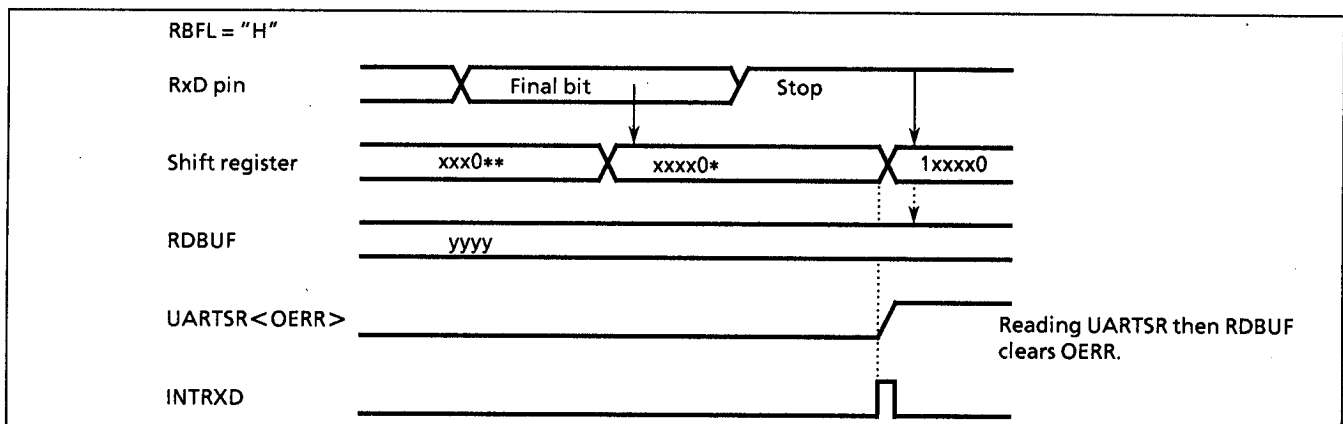 RBFL = "H"
RxD pin Final bit Stop
Shift register xxx0** xxxx0* 1xxxx0
RDBUF yyyy
UARTSR<OERR>
Reading UARTSR then RDBUF
clears OERR.
INTRXD